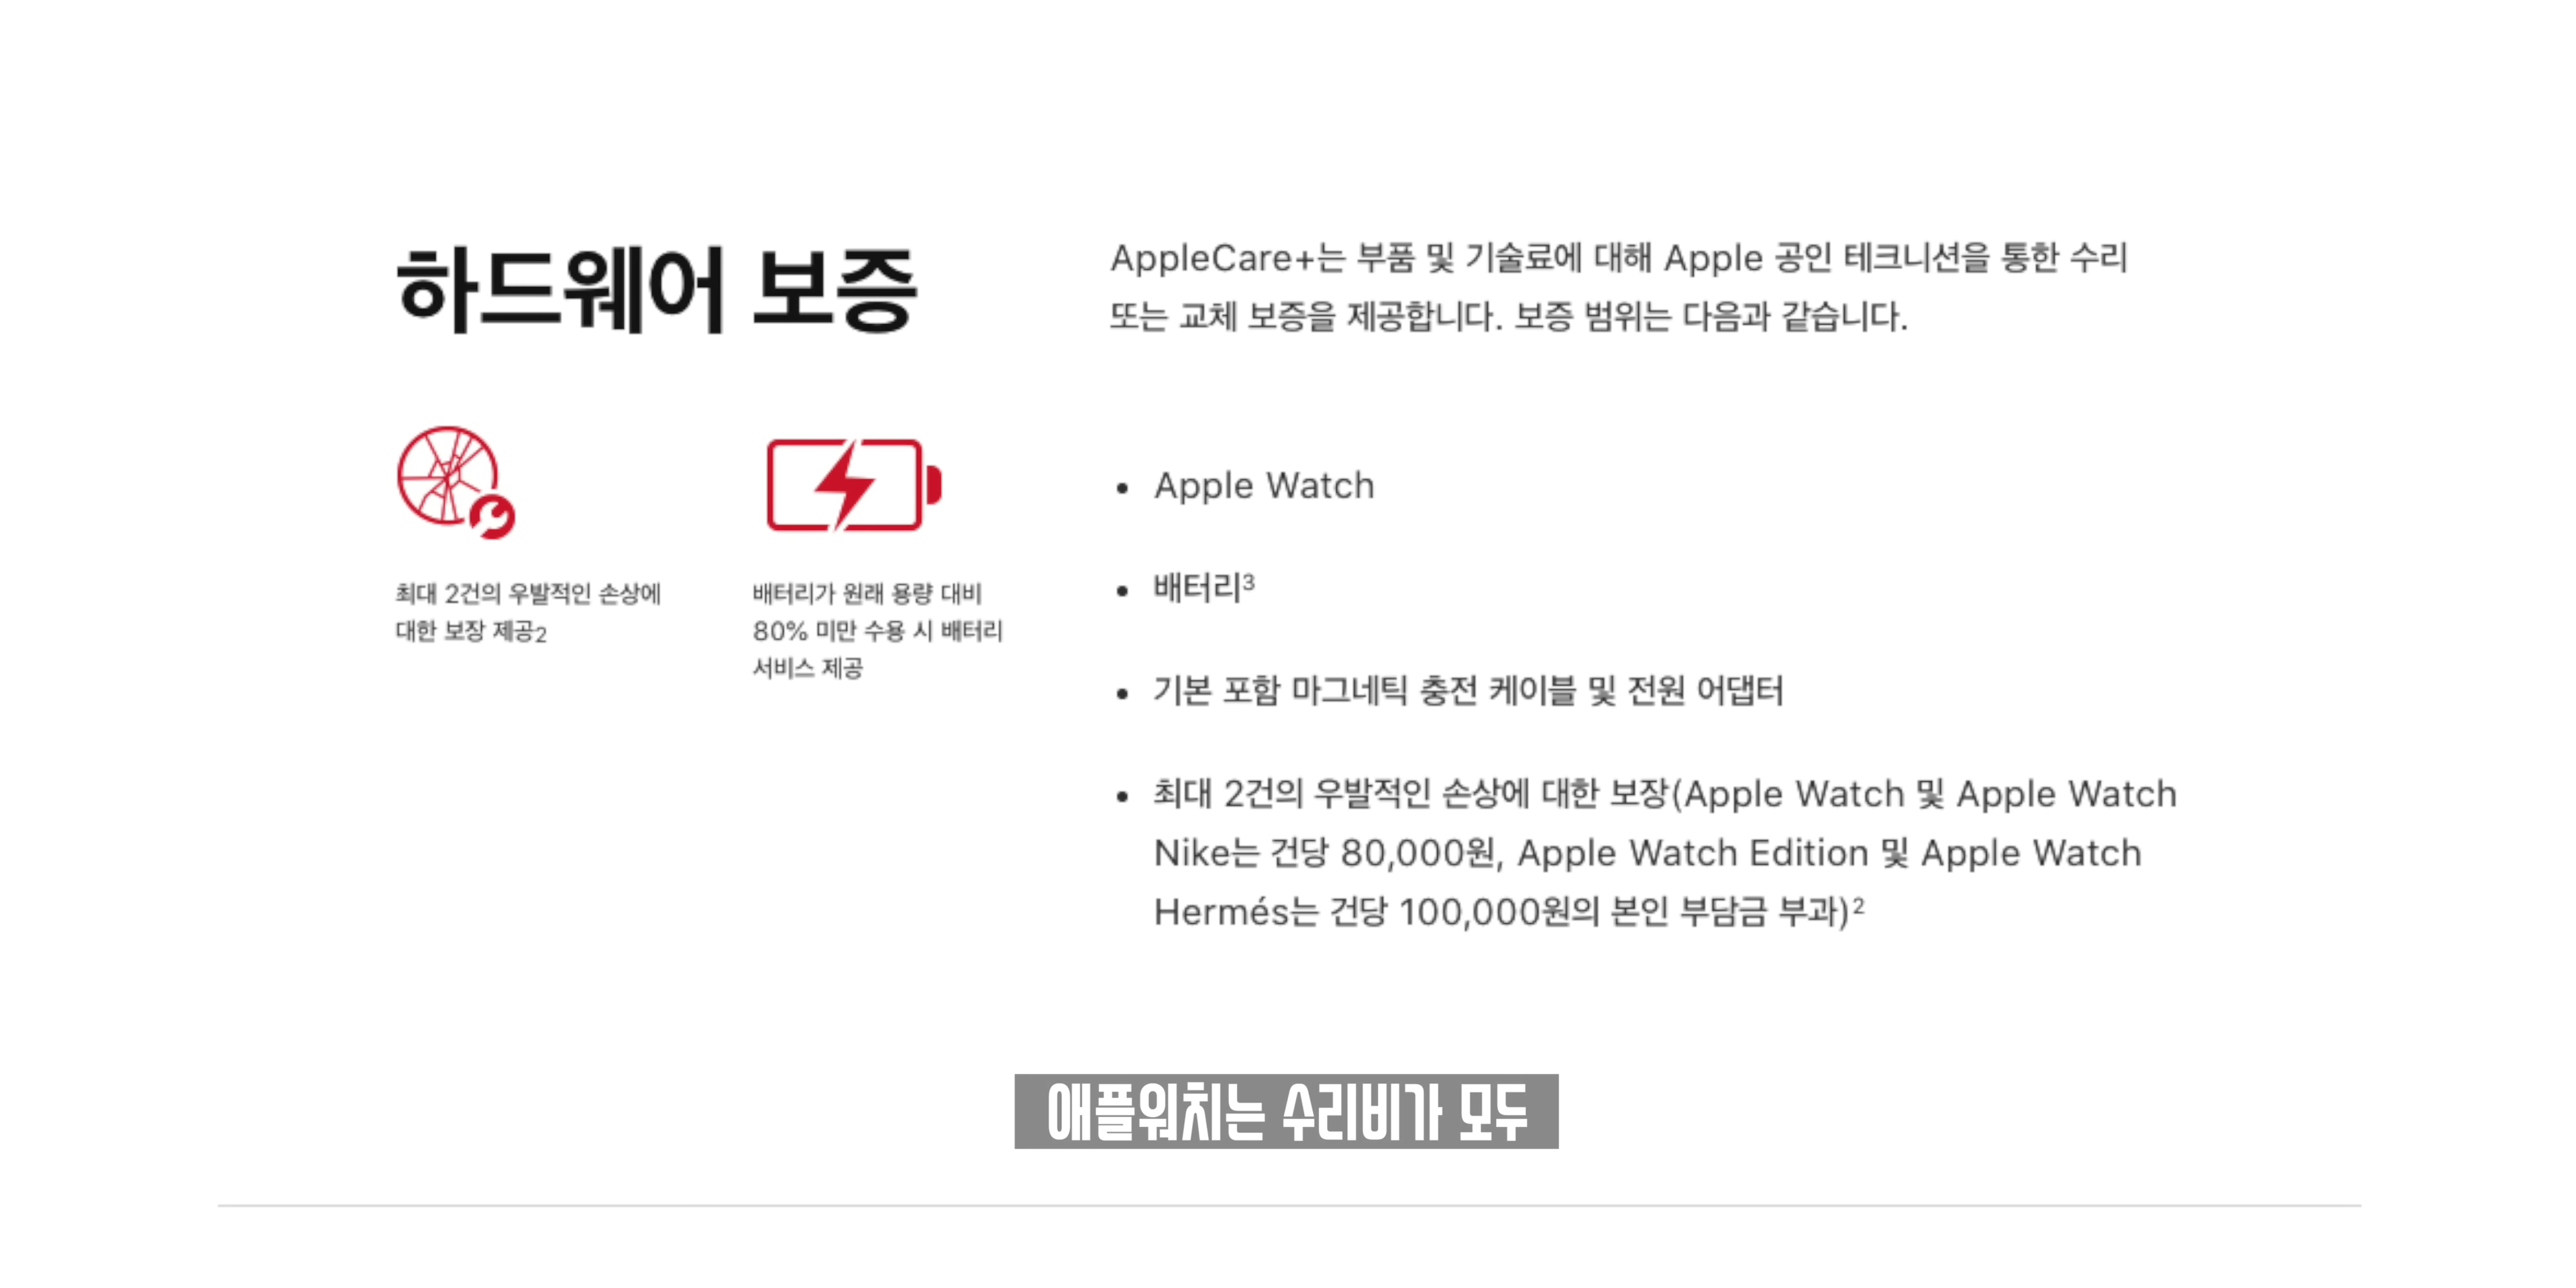 하드웨어 보증
최대 2건의 우발적인 손상에
대한 보장 제공2
배터리가 원래 용량 대비
80% 미만 수용 시 배터리
서비스 제공
AppleCare+는 부품 및 기술료에 대해 Apple 공인 테크니션을 통한 수리
또는 교체 보증을 제공합니다. 보증 범위는 다음과 같습니다.
• Apple Watch
• 배터리³
• 기본 포함 마그네틱 충전 케이블 및 전원 어댑터
• 최대 2건의 우발적인 손상에 대한 보장(Apple Watch 및 Apple Watch
Nike는 건당 80,000원, Apple Watch Edition 및 Apple Watch
Hermés는 건당 100,000원의 본인 부담금 부과)²
애플워치는 수리비가 모두